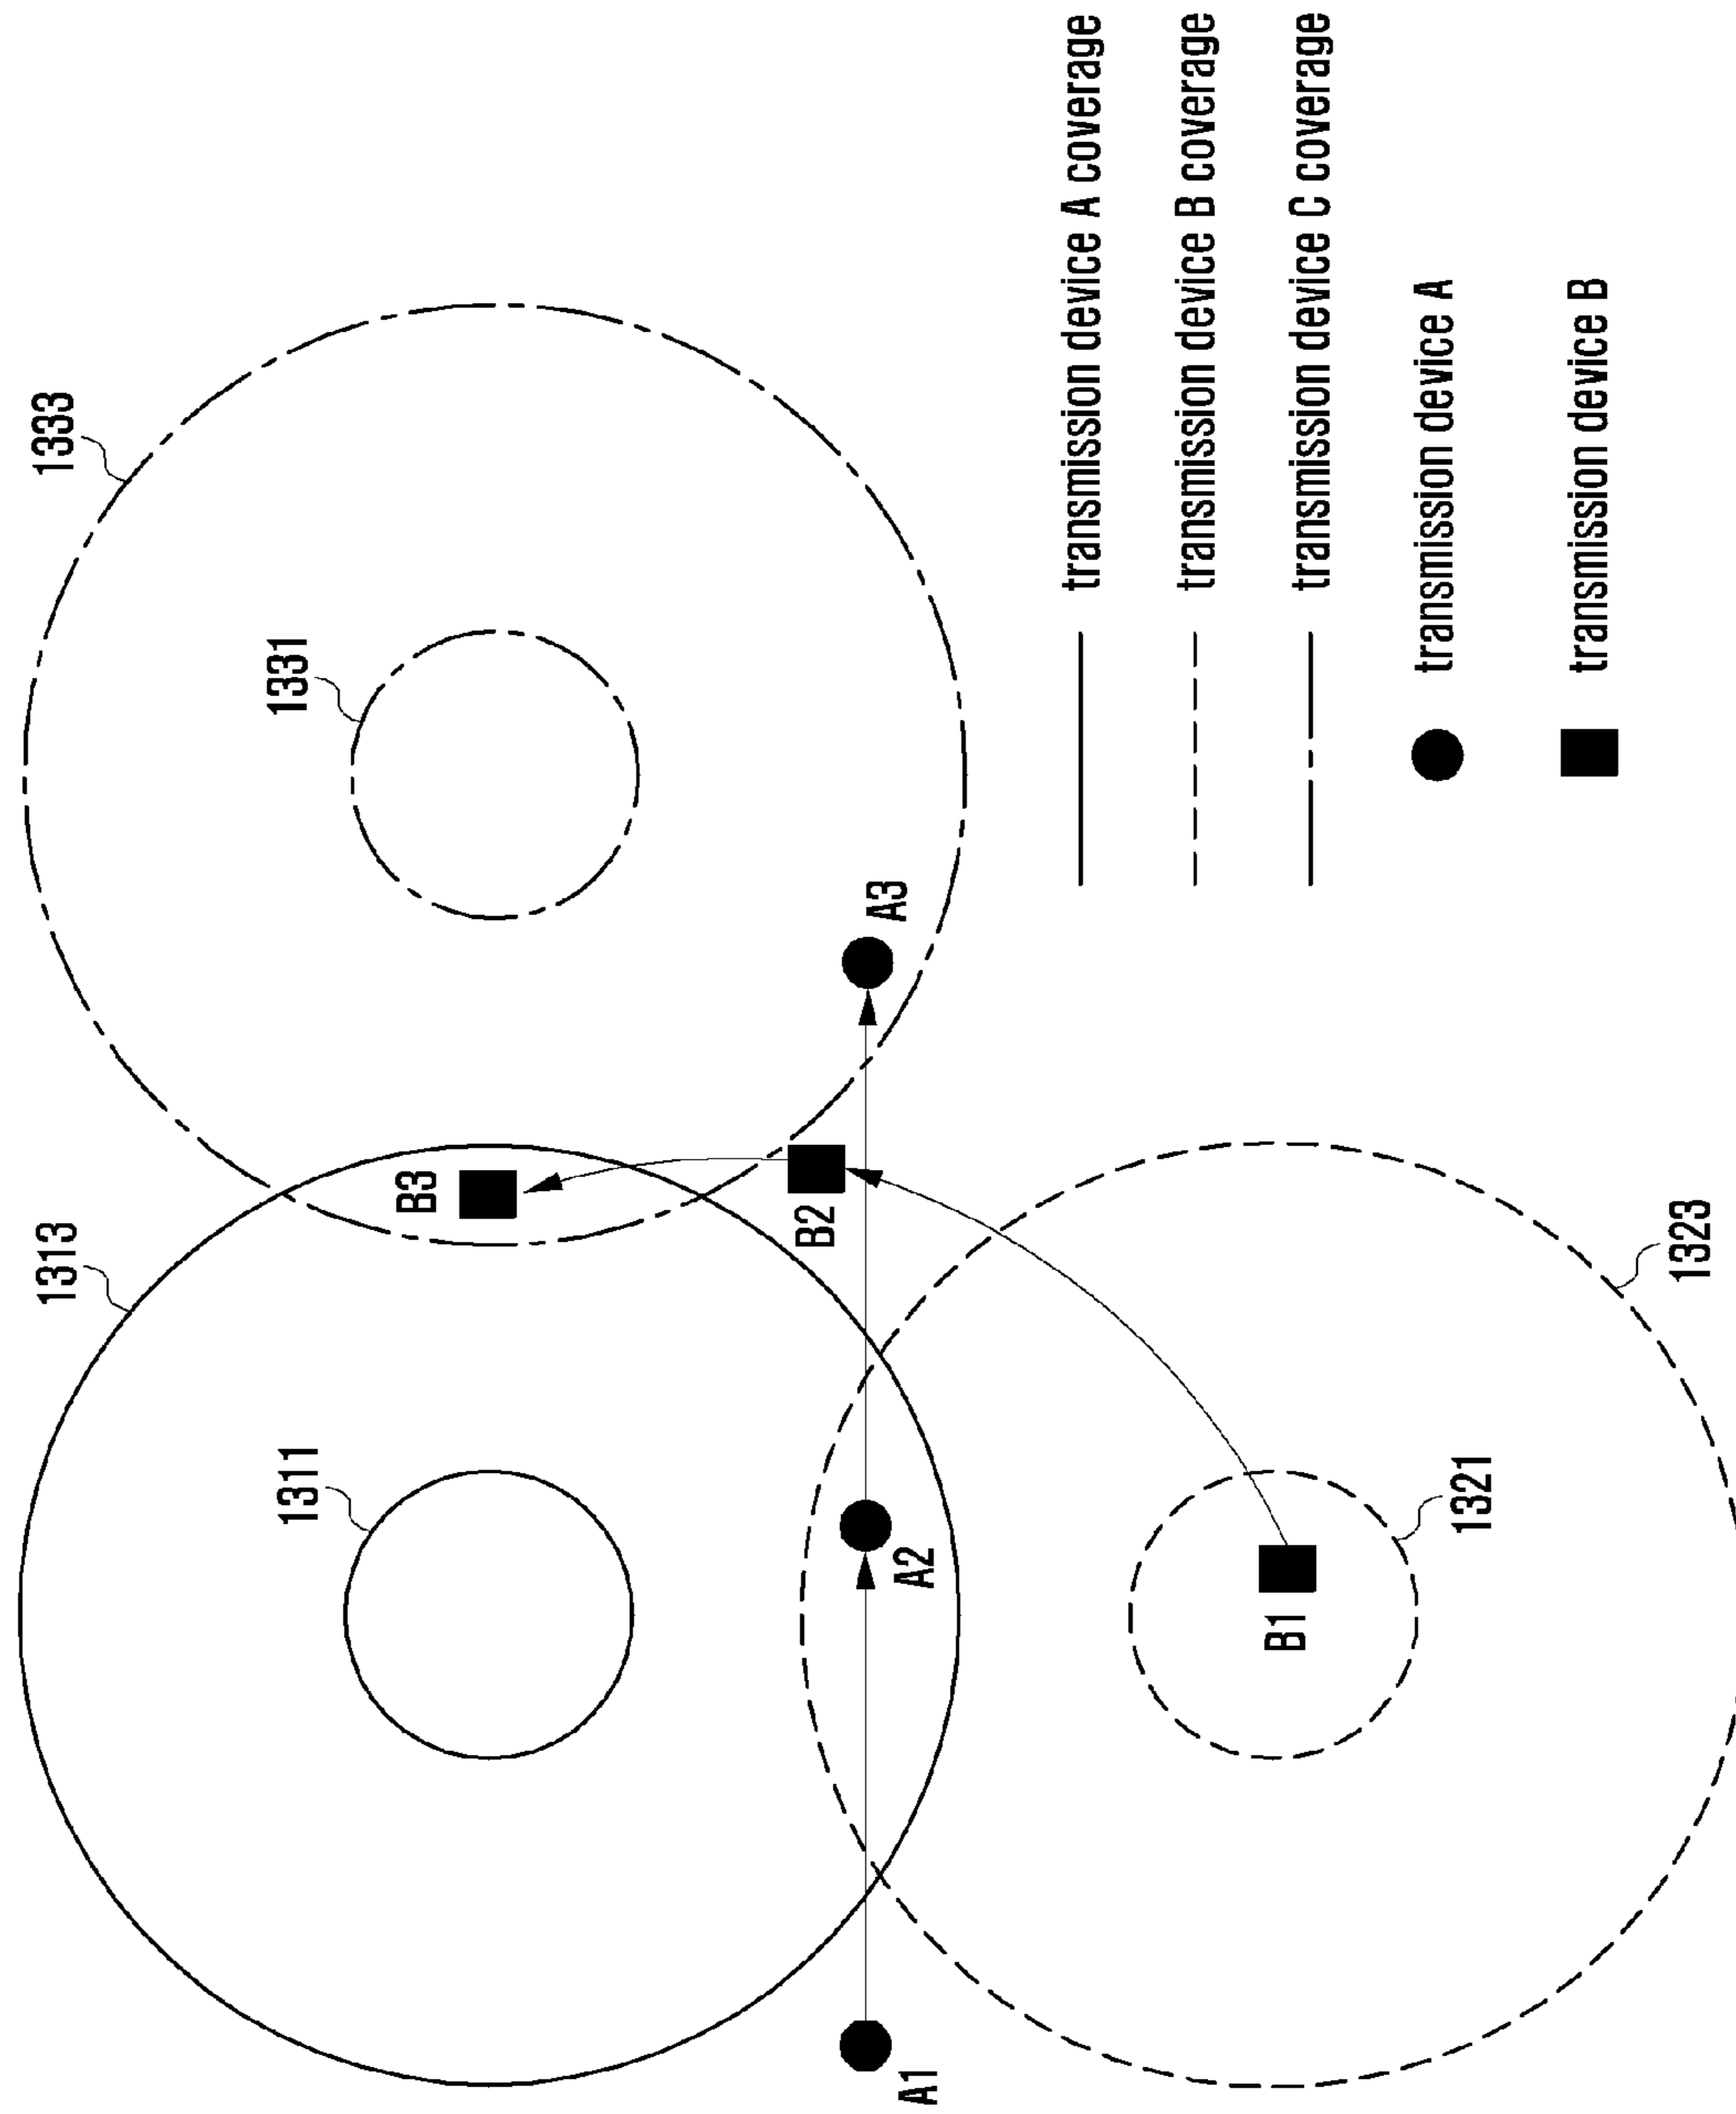 1313
1333
1311
1331
B3
B2
A1
A2
A3
B1
1321
1323
transmission device A coverage
transmission device B coverage
transmission device C coverage
transmission device A
transmission device B